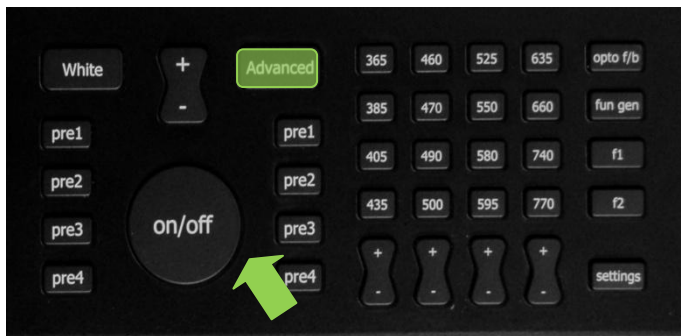 White + Advanced 365 460 525 635 opto f/b
-
385 470 550 660 fun gen
pre1 pre1
405 490 580 740 f1
pre2 pre2
435 500 595 770 f2
on/off
pre3 pre3
+ + + +
pre4 pre4 settings
- - - -